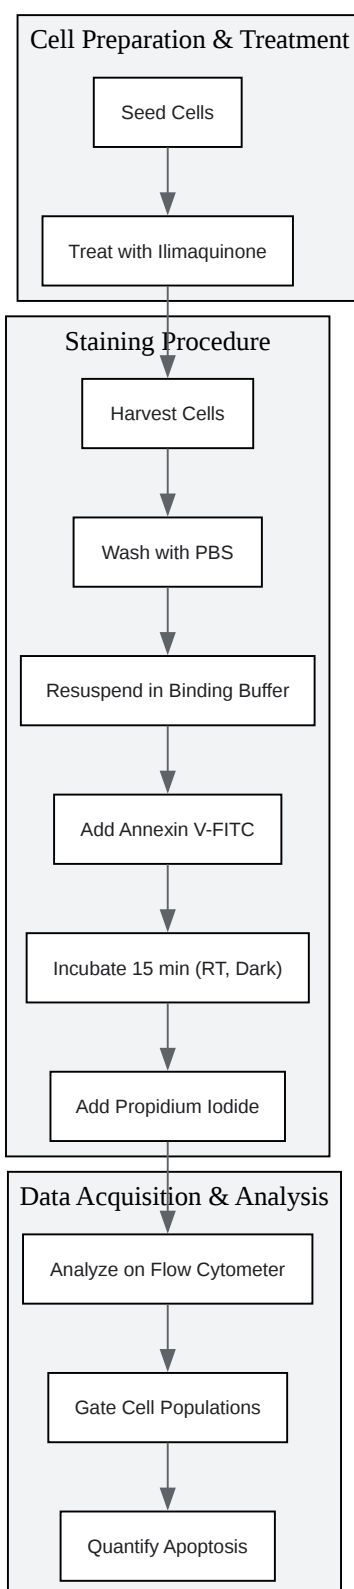 Cell Preparation & Treatment
Seed Cells
Treat with Ilimaquinone
Staining Procedure
Harvest Cells
Wash with PBS
Resuspend in Binding Buffer
Add Annexin V-FITC
Incubate 15 min (RT, Dark)
Add Propidium Iodide
Data Acquisition & Analysis
Analyze on Flow Cytometer
Gate Cell Populations
Quantify Apoptosis